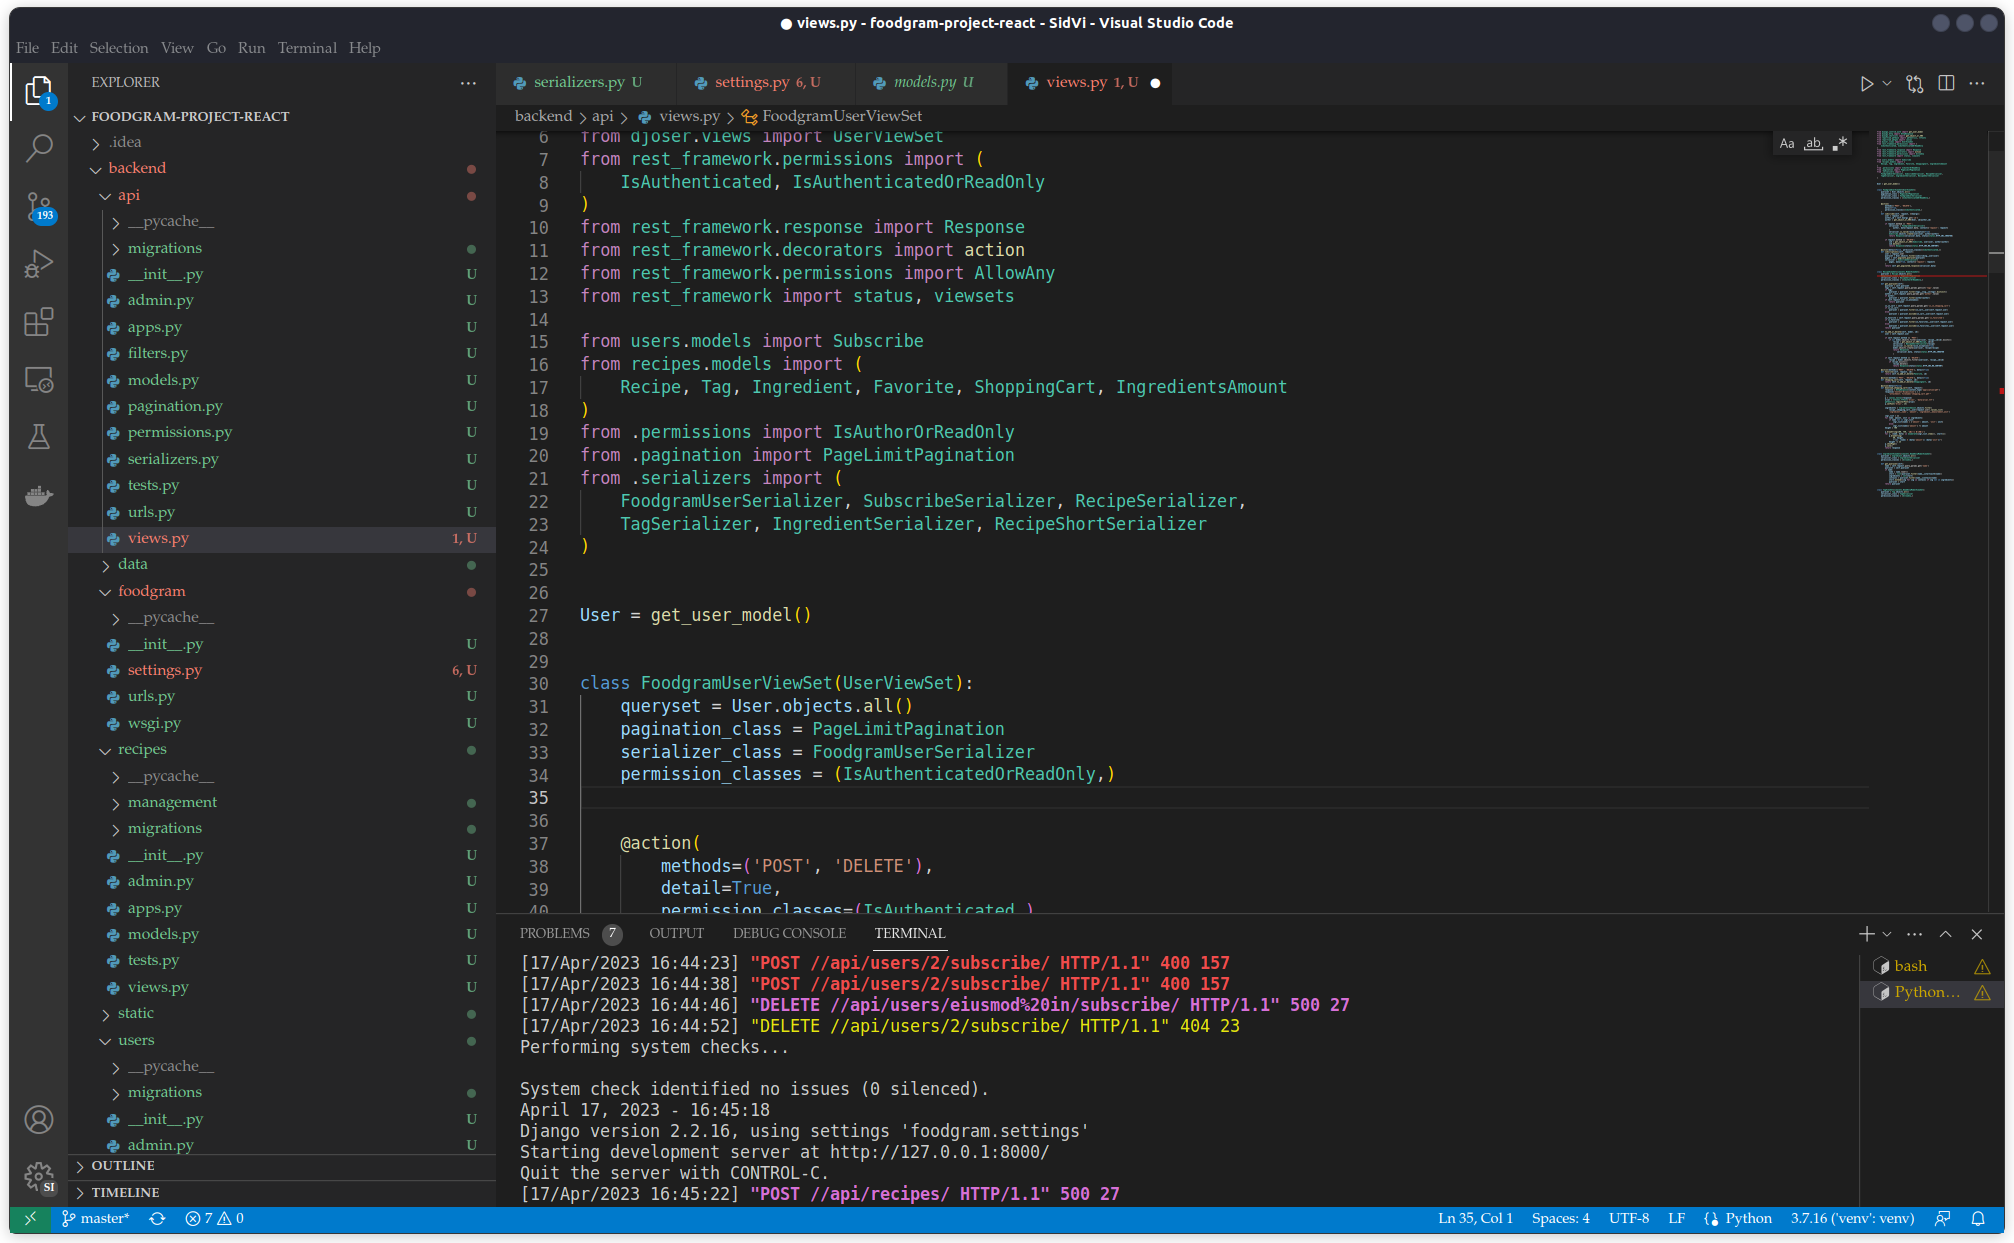 ● views.py - foodgram-project-react - SidVi - Visual Studio Code
File Edit Selection View Go Run Terminal Help
EXPLORER
FOODGRAM-PROJECT-REACT
.idea
backend
api
__pycache__
migrations
__init__.py U
admin.py U
apps.py U
filters.py U
models.py U
pagination.py U
permissions.py U
serializers.py U
tests.py U
urls.py U
views.py 1, U
data
foodgram
__pycache__
__init__.py U
settings.py 6, U
urls.py U
wsgi.py U
recipes
__pycache__
management
migrations
__init__.py U
admin.py U
apps.py U
models.py U
tests.py U
views.py U
static
users
__pycache__
migrations
__init__.py U
admin.py U
OUTLINE
TIMELINE
1
193
SI
serializers.py U settings.py 6, U models.py U views.py 1, U ●
backend > api > views.py > FoodgramUserViewSet
Aa ab .*
6 from djoser.views import UserViewSet
7 from rest_framework.permissions import (
8 IsAuthenticated, IsAuthenticatedOrReadOnly
9 )
10 from rest_framework.response import Response
11 from rest_framework.decorators import action
12 from rest_framework.permissions import AllowAny
13 from rest_framework import status, viewsets
14
15 from users.models import Subscribe
16 from recipes.models import (
17 Recipe, Tag, Ingredient, Favorite, ShoppingCart, IngredientsAmount
18 )
19 from .permissions import IsAuthorOrReadOnly
20 from .pagination import PageLimitPagination
21 from .serializers import (
22 FoodgramUserSerializer, SubscribeSerializer, RecipeSerializer,
23 TagSerializer, IngredientSerializer, RecipeShortSerializer
24 )
25
26
27 User = get_user_model()
28
29
30 class FoodgramUserViewSet(UserViewSet):
31 queryset = User.objects.all()
32 pagination_class = PageLimitPagination
33 serializer_class = FoodgramUserSerializer
34 permission_classes = (IsAuthenticatedOrReadOnly,)
35
36
37 @action(
38 methods=('POST', 'DELETE'),
39 detail=True,
40 permission_classes=(IsAuthenticated,)
PROBLEMS 7 OUTPUT DEBUG CONSOLE TERMINAL
[17/Apr/2023 16:44:23] "POST //api/users/2/subscribe/ HTTP/1.1" 400 157
[17/Apr/2023 16:44:38] "POST //api/users/2/subscribe/ HTTP/1.1" 400 157
[17/Apr/2023 16:44:46] "DELETE //api/users/eiusmod%20in/subscribe/ HTTP/1.1" 500 27
[17/Apr/2023 16:44:52] "DELETE //api/users/2/subscribe/ HTTP/1.1" 404 23
Performing system checks...
System check identified no issues (0 silenced).
April 17, 2023 - 16:45:18
Django version 2.2.16, using settings 'foodgram.settings'
Starting development server at http://127.0.0.1:8000/
Quit the server with CONTROL-C.
[17/Apr/2023 16:45:22] "POST //api/recipes/ HTTP/1.1" 500 27
bash
Python...
master* 7 0 Ln 35, Col 1 Spaces: 4 UTF-8 LF Python 3.7.16 ('venv': venv)